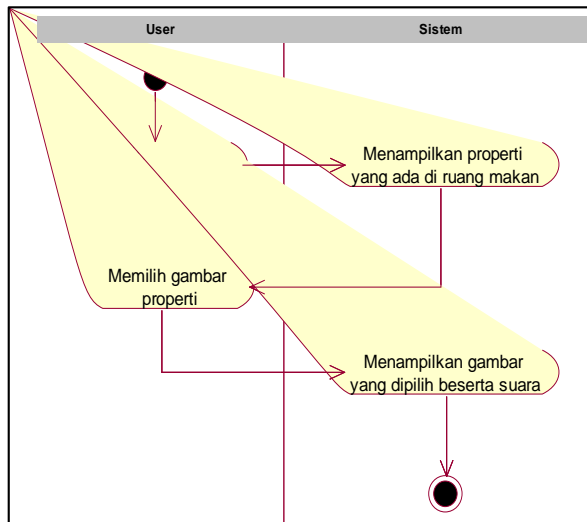 User
Sistem
Menampilkan properti
yang ada di ruang makan
Memilih gambar
properti
Menampilkan gambar
yang dipilih beserta suara